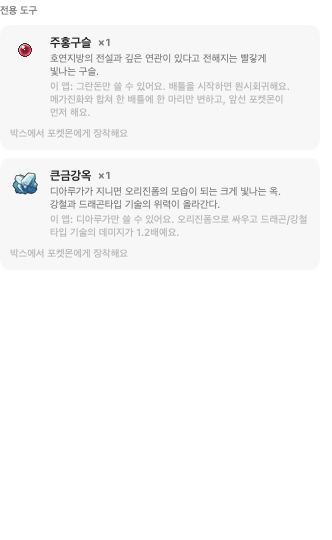 전용 도구
주홍구슬 ×1
호연지방의 전설과 깊은 연관이 있다고 전해지는 빨갛게
빛나는 구슬.
이 앱: 그란돈만 쓸 수 있어요. 배틀을 시작하면 원시회귀해요.
메가진화와 합쳐 한 배틀에 한 마리만 변하고, 앞선 포켓몬이
먼저 해요.
박스에서 포켓몬에게 장착해요
큰금강옥 ×1
디아루가가 지니면 오리진폼의 모습이 되는 크게 빛나는 옥.
강철과 드래곤타입 기술의 위력이 올라간다.
이 앱: 디아루가만 쓸 수 있어요. 오리진폼으로 싸우고 드래곤/강철
타입 기술의 데미지가 1.2배예요.
박스에서 포켓몬에게 장착해요